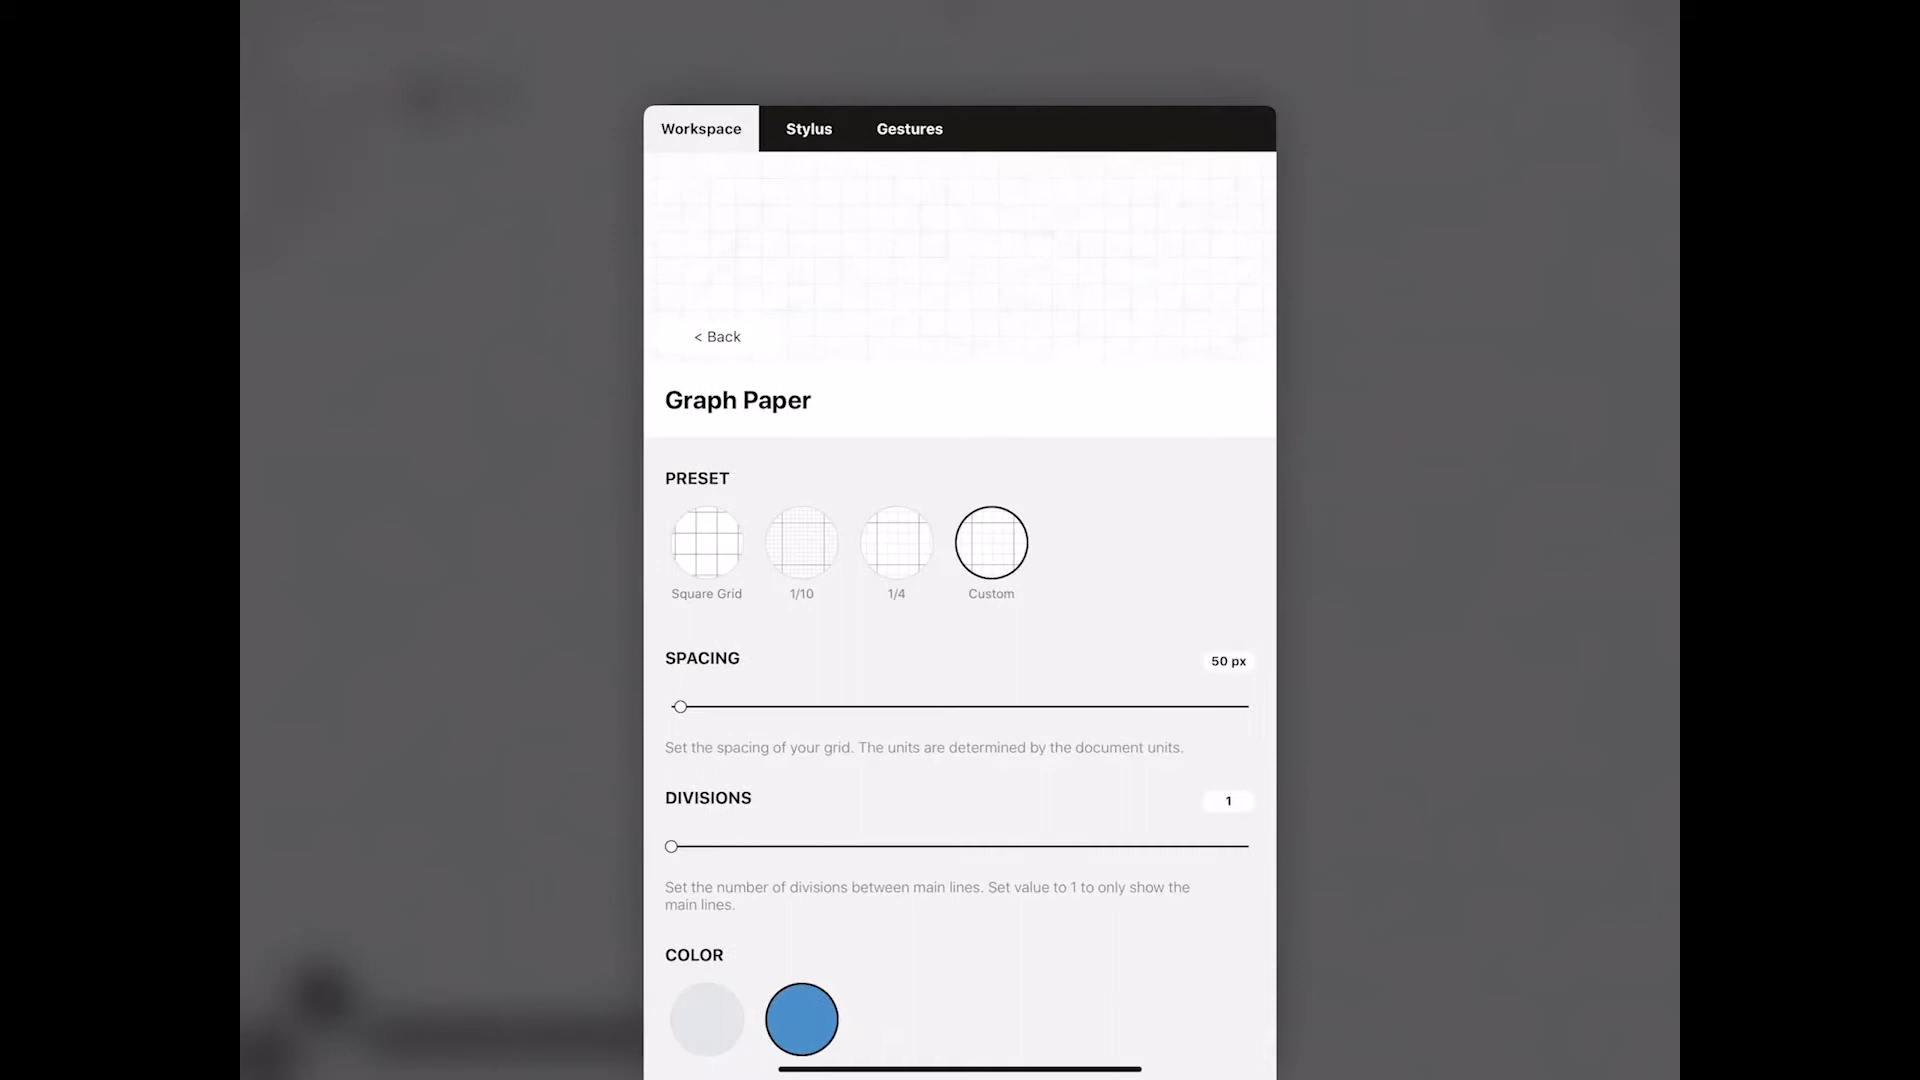 Workspace Stylus Gestures
< Back
Graph Paper
PRESET
Square Grid 1/10 1/4 Custom
SPACING 50 px
Set the spacing of your grid. The units are determined by the document units.
DIVISIONS 1
Set the number of divisions between main lines. Set value to 1 to only show the
main lines.
COLOR